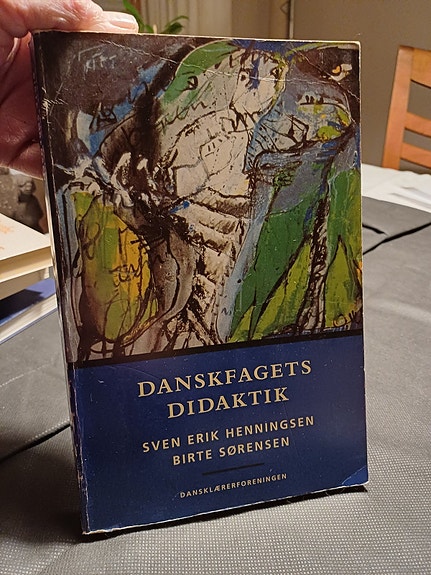 DANSKFAGETS
DIDAKTIK
SVEN ERIK HENNINGSEN
BIRTE SØRENSEN
DANSKLÆRERFORENINGEN